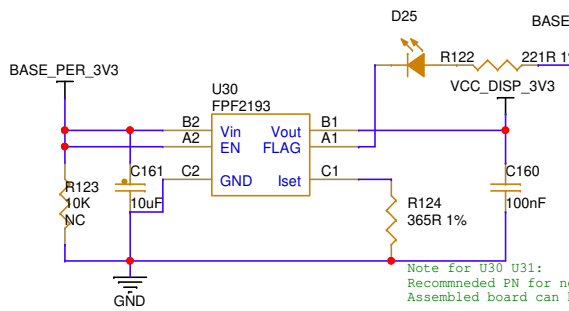 D25
BASE
R122
221R 1%
BASE_PER_3V3
VCC_DISP_3V3
U30
FPF2193
B2
Vin
Vout
B1
A2
EN
FLAG
A1
C2
GND
Iset
C1
R123
10K
NC
C161
10uF
R124
365R 1%
C160
100nF
GND
Note for U30 U31:
Recommneded PN for
Assembled board can